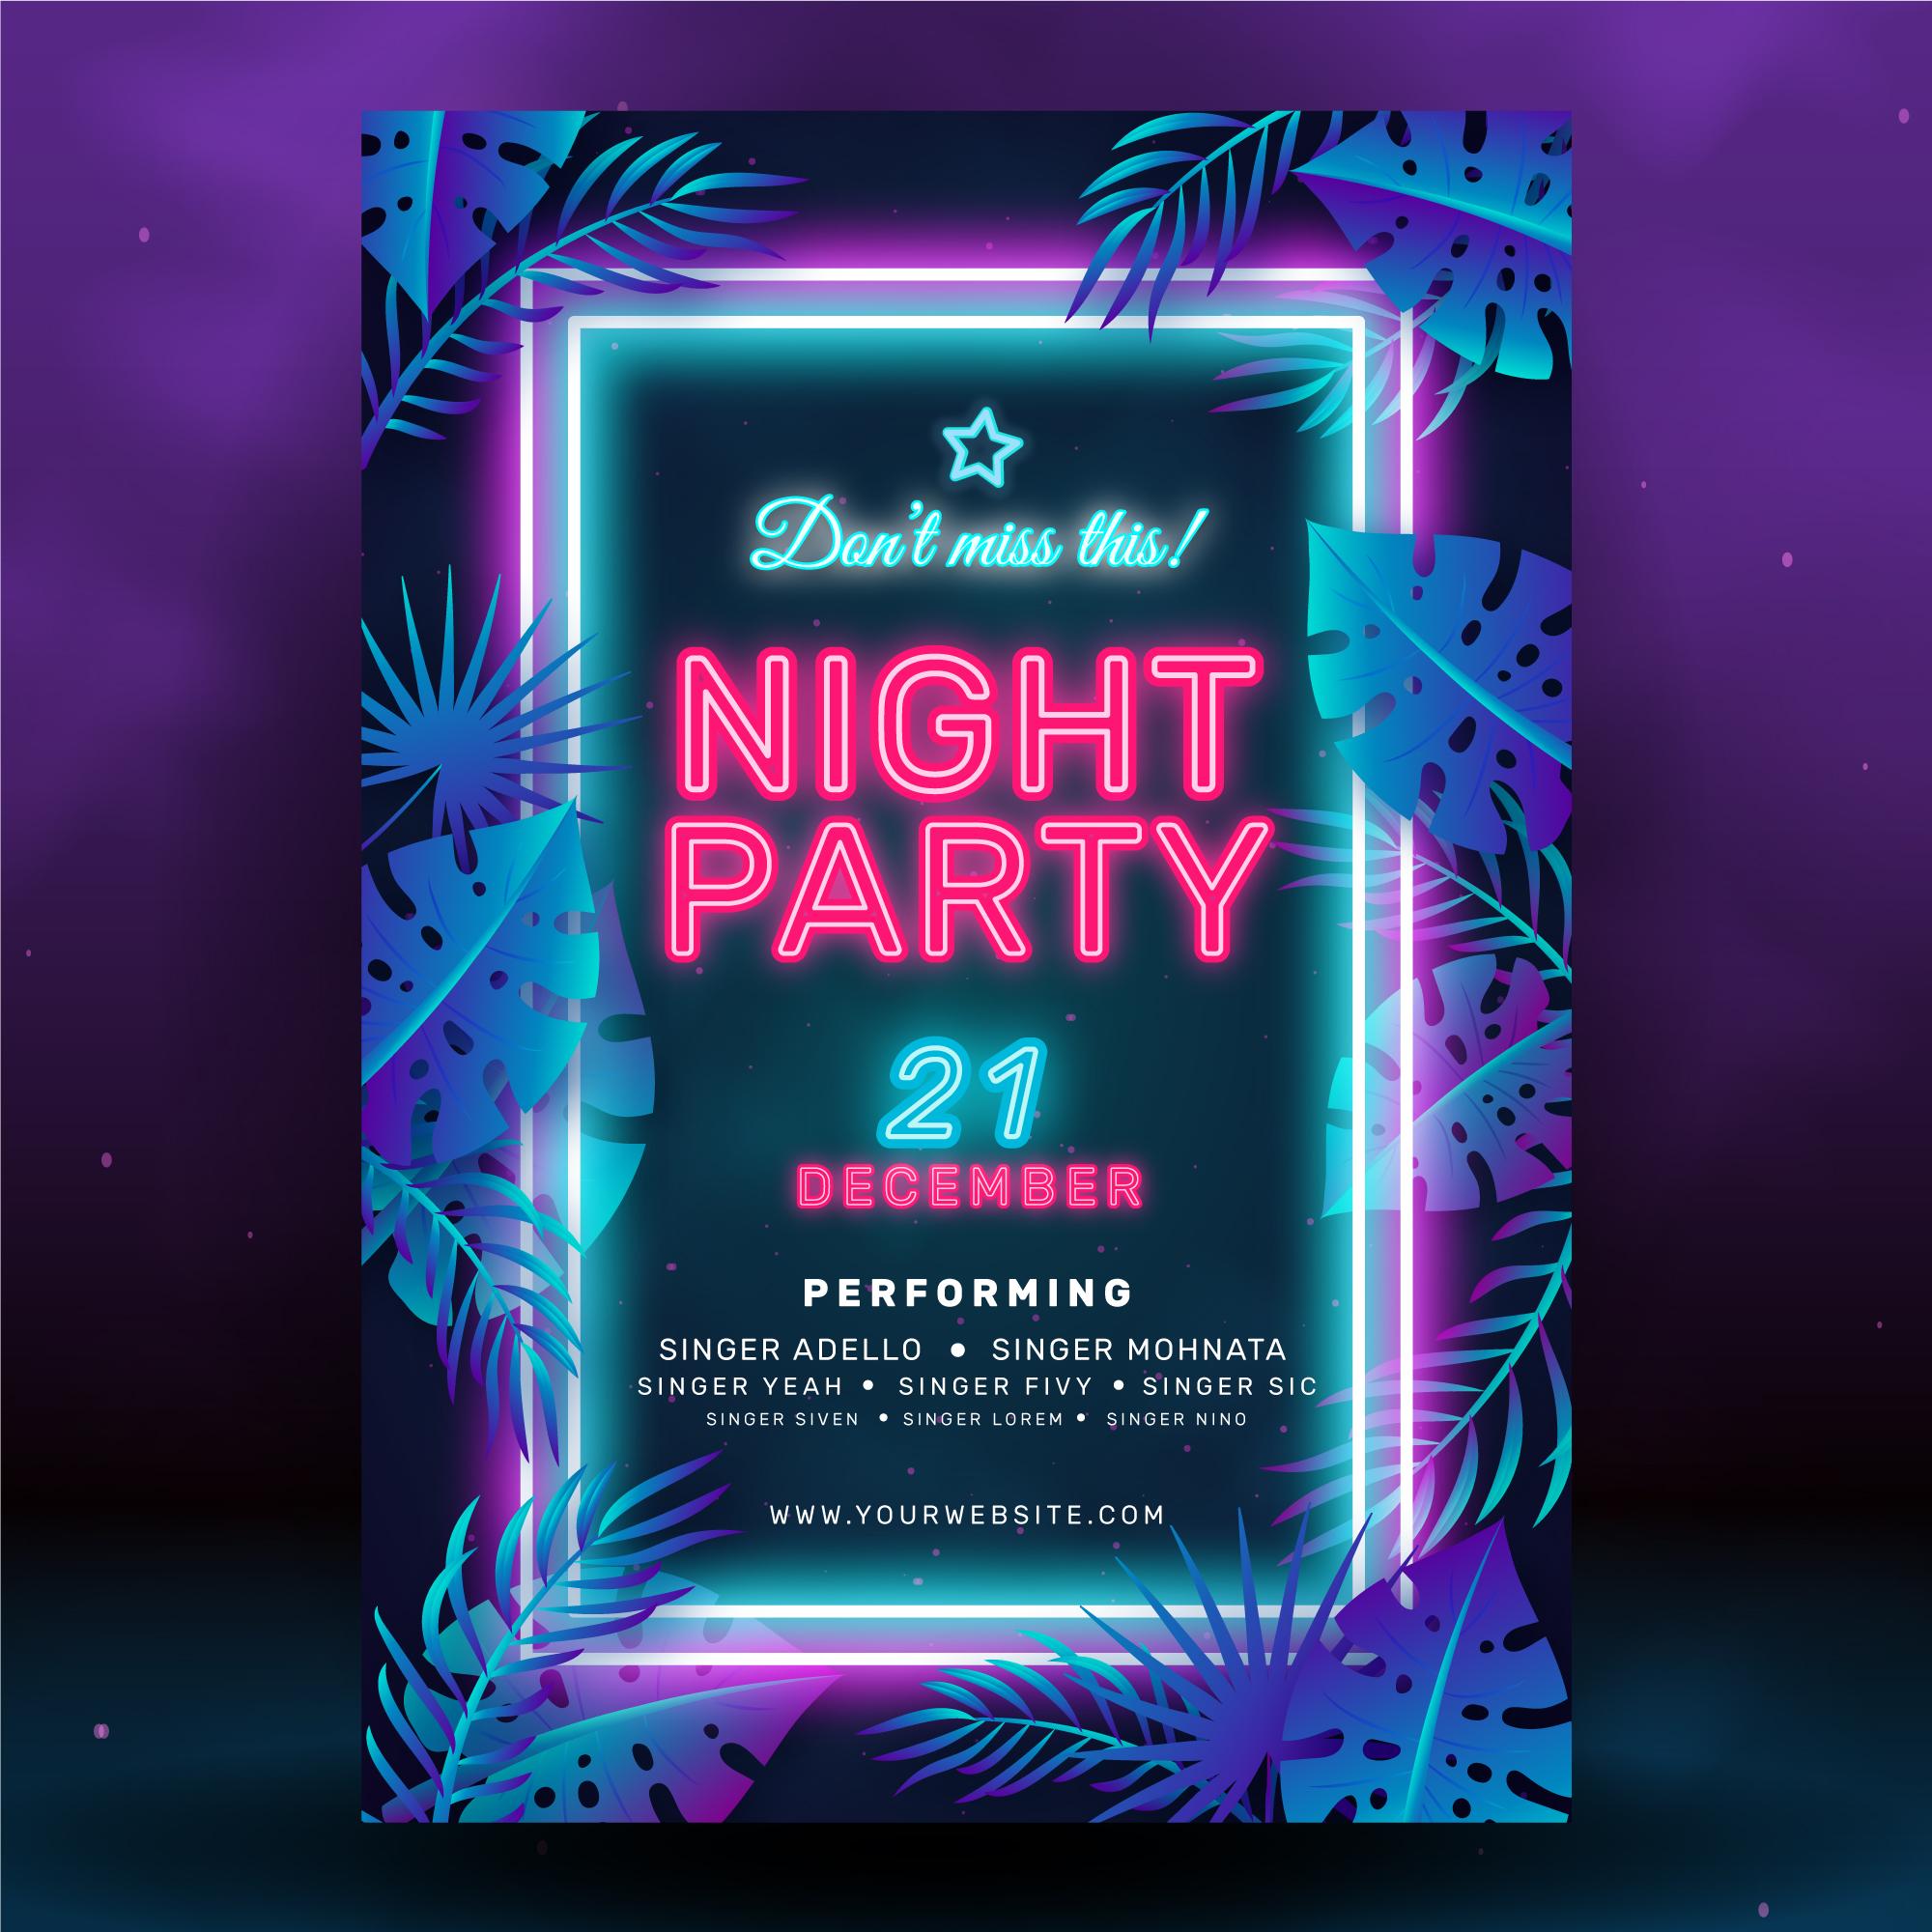 Don't miss this!
NIGHT
PARTY
21
DECEMBER
PERFORMING
SINGER ADELLO • SINGER MOHNATA
SINGER YEAH • SINGER FIVY • SINGER SIC
SINGER SIVEN • SINGER LOREM • SINGER NINO
WWW.YOURWEBSITE.COM